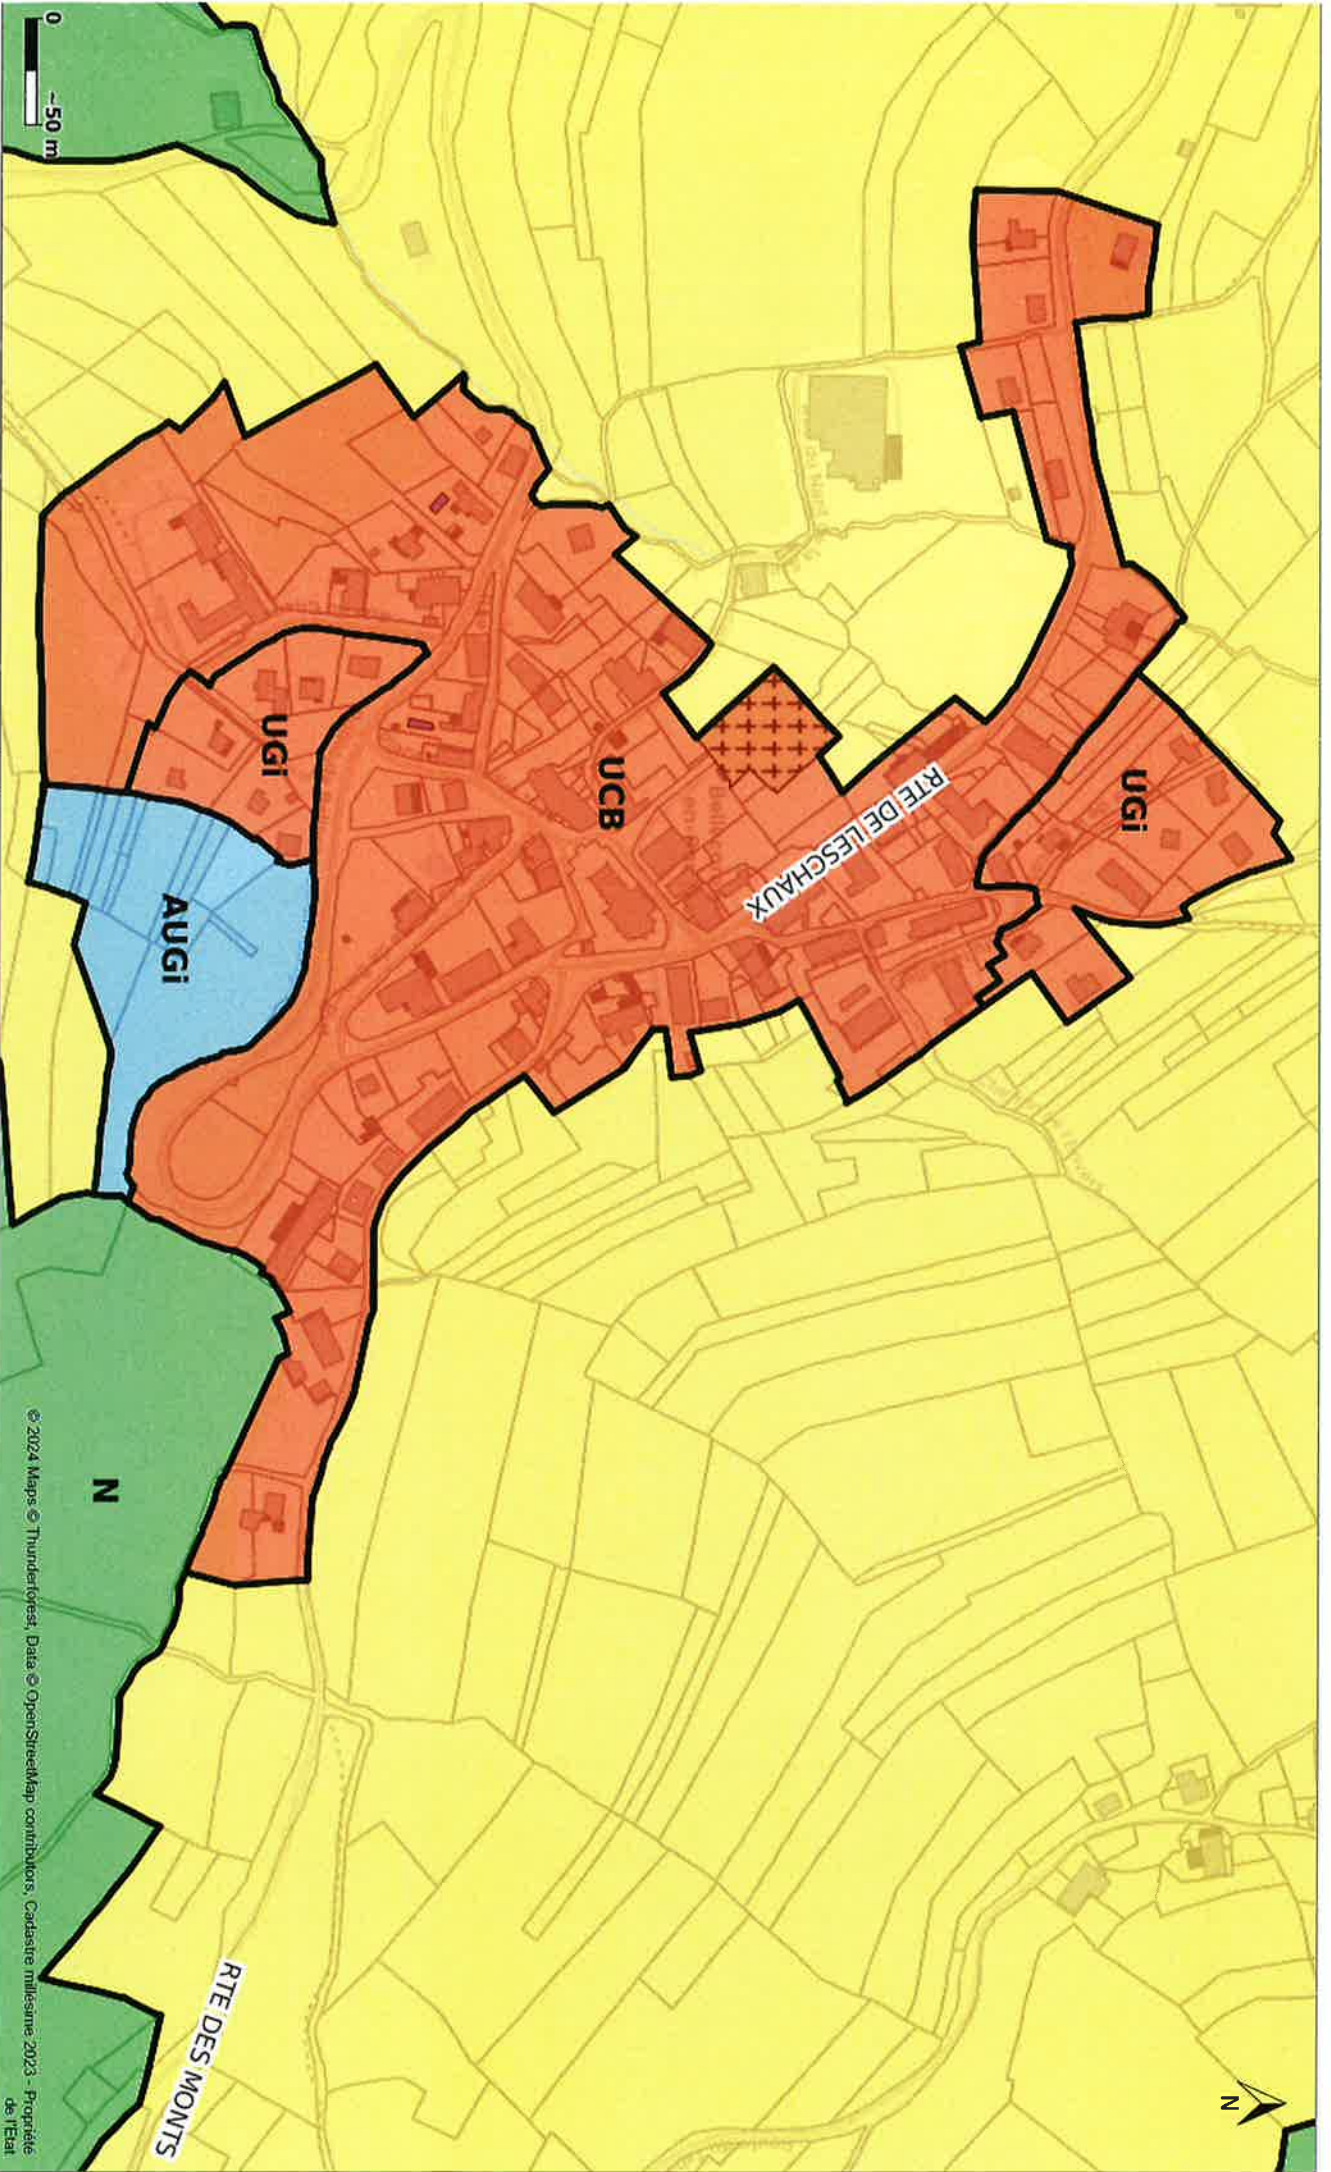 N
RTE DE LESCHAUX
UGi
UCB
UGi
AUGi
N
RTE DES MONTS
0 ~50 m
© 2024 Maps © Thunderforest, Data © OpenStreetMap contributors, Cadastre millésime 2023 - Propriété
de l'Etat